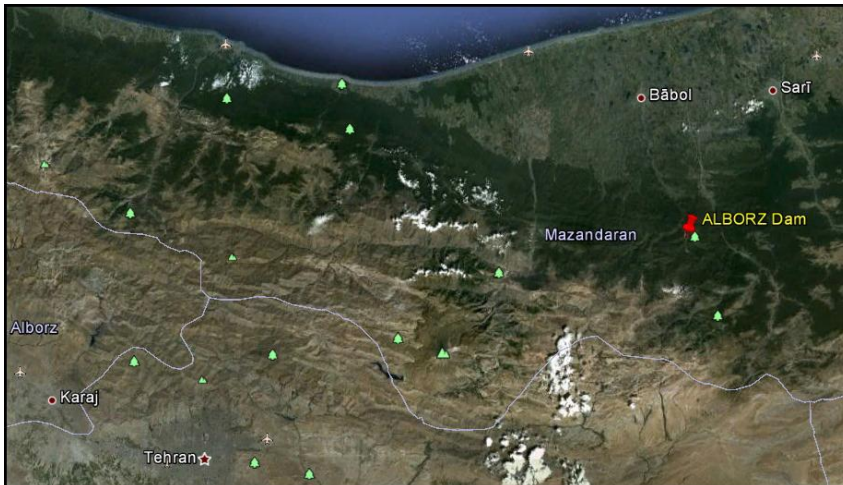 Bābol
Sarī
ALBORZ Dam
Mazandaran
Alborz
Karaj
Tehran